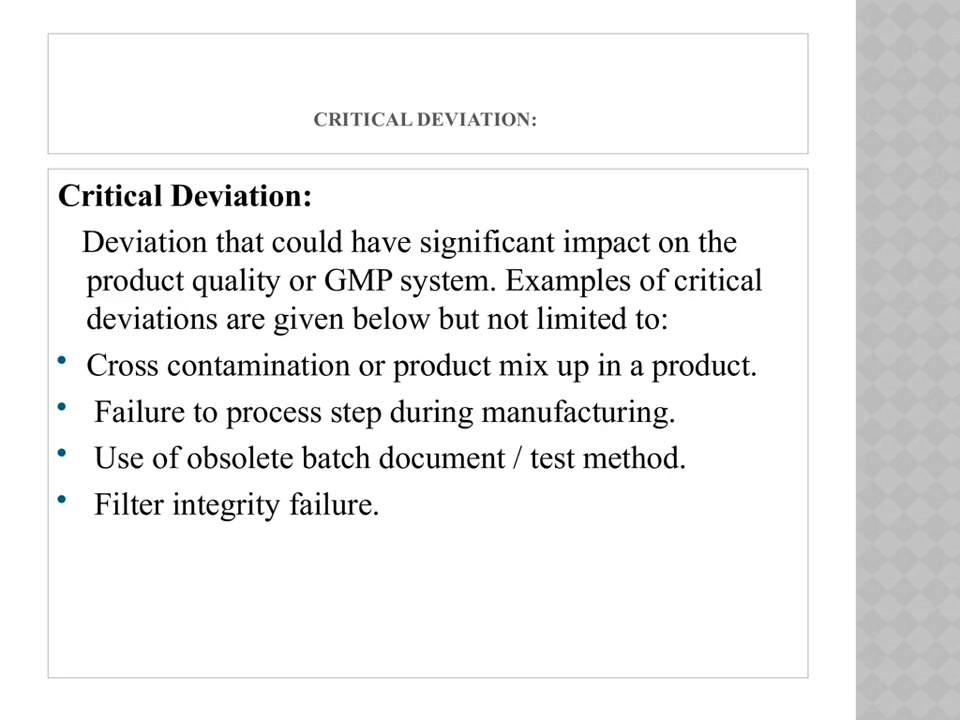 CRITICAL DEVIATION:
Critical Deviation:
Deviation that could have significant impact on the
product quality or GMP system. Examples of critical
deviations are given below but not limited to:
• Cross contamination or product mix up in a product.
• Failure to process step during manufacturing.
• Use of obsolete batch document / test method.
• Filter integrity failure.